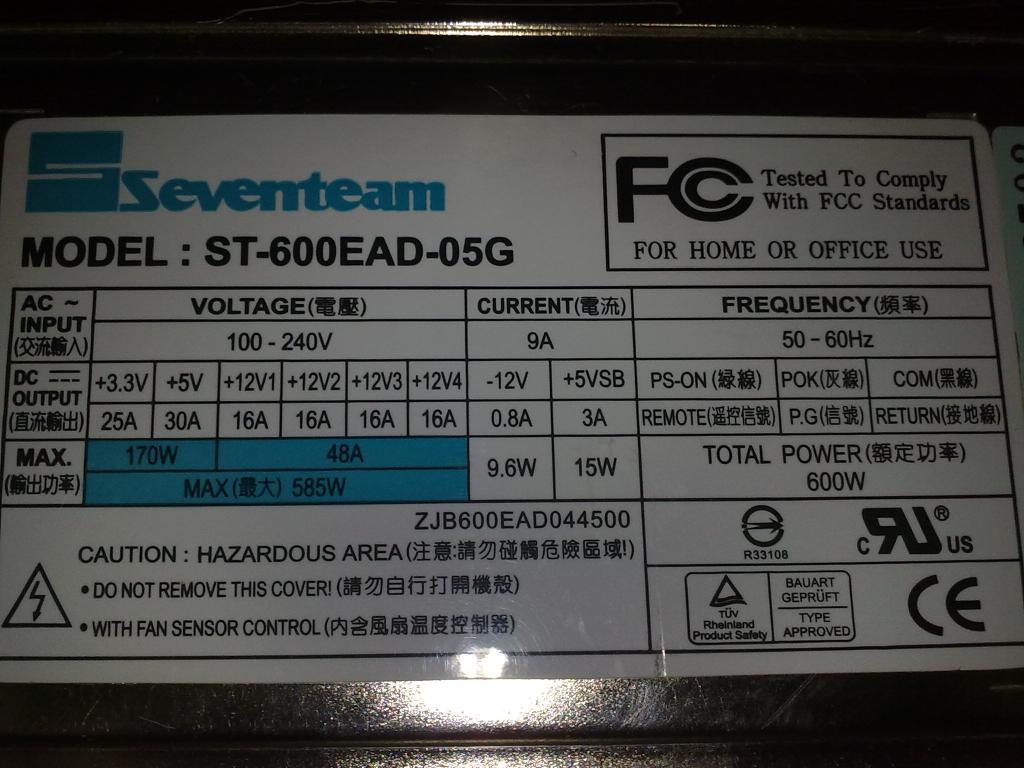 Seventeam
MODEL : ST-600EAD-05G
FC Tested To Comply
With FCC Standards
FOR HOME OR OFFICE USE
AC ~ INPUT (交流輸入) VOLTAGE(電壓) CURRENT(電流) FREQUENCY(頻率)
100 - 240V 9A 50 - 60Hz
DC OUTPUT (直流輸出) +3.3V +5V +12V1 +12V2 +12V3 +12V4 -12V +5VSB PS-ON (綠線) POK(灰線) COM(黑線)
25A 30A 16A 16A 16A 16A 0.8A 3A REMOTE(遥控信號) P.G(信號) RETURN(接地線)
MAX. (輸出功率) 170W 48A 9.6W 15W TOTAL POWER(額定功率)
MAX(最大) 585W 600W
ZJB600EAD044500
CAUTION : HAZARDOUS AREA(注意:請勿碰觸危險區域!)
• DO NOT REMOVE THIS COVER! (請勿自行打開機殼)
• WITH FAN SENSOR CONTROL (內含風扇温度控制器)
R33108
c RU® US
TÜV
Rheinland
Product Safety
BAUART
GEPRÜFT
TYPE
APPROVED
CE